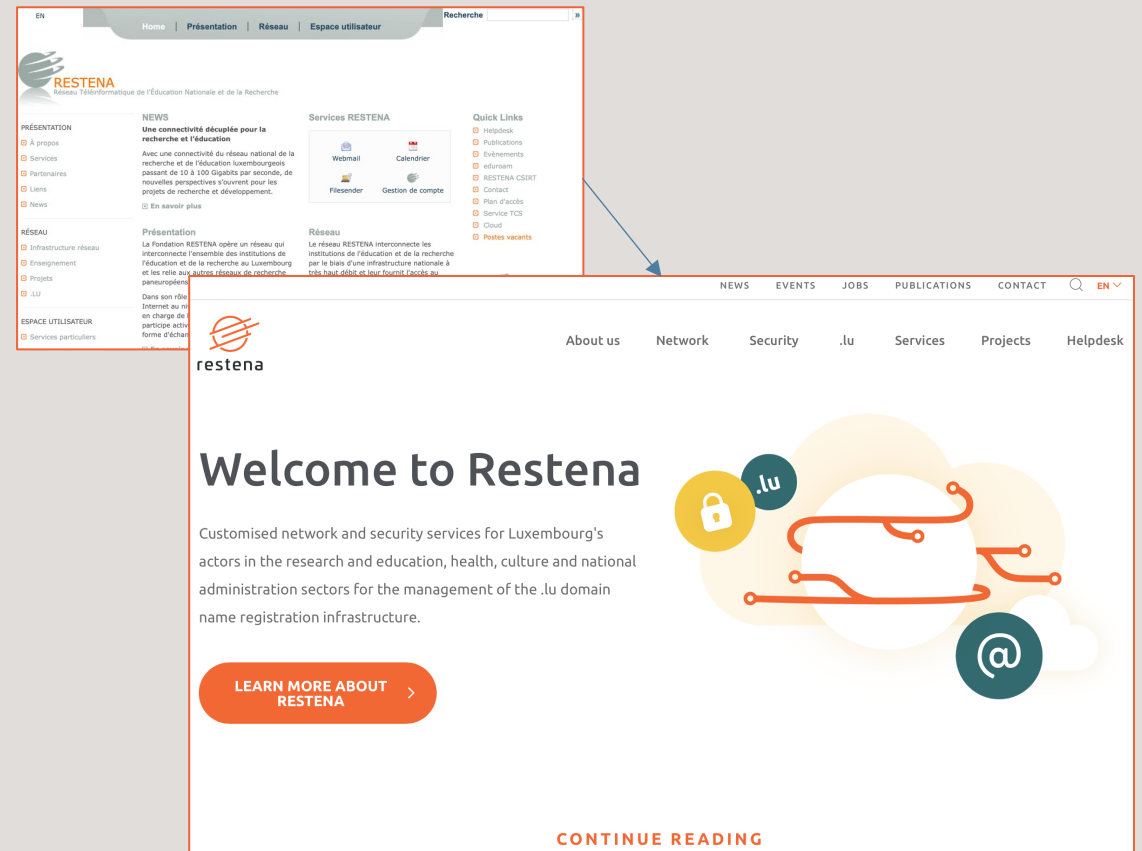 EN
Home | Présentation | Réseau | Espace utilisateur
Recherche
»
RESTENA
Réseau Téléinformatique de l'Éducation Nationale et de la Recherche
PRÉSENTATION
À propos
Services
Partenaires
Liens
News
RÉSEAU
Infrastructure réseau
Enseignement
Projets
.LU
ESPACE UTILISATEUR
Services particuliers
NEWS
Une connectivité décuplée pour la
recherche et l'éducation
Avec une connectivité du réseau national de la
recherche et de l'éducation luxembourgeois
passant de 10 à 100 Gigabits par seconde, de
nouvelles perspectives s'ouvrent pour les
projets de recherche et développement.
En savoir plus
Présentation
La Fondation RESTENA opère un réseau qui
interconnecte l'ensemble des institutions de
l'éducation et de la recherche au Luxembourg
et les relie aux autres réseaux de recherche
paneuropéens
Dans son rôle
Internet au
en charge de
participe
forme
Services RESTENA
Webmail
Calendrier
Filesender
Gestion de compte
Réseau
Le réseau RESTENA interconnecte les
institutions de l'éducation et de la recherche
par le biais d'une infrastructure nationale à
très haut débit et leur fournit l'accès au
Quick Links
Helpdesk
Publications
Evènements
eduroam
RESTENA CSIRT
Contact
Plan d'accès
Service TCS
Cloud
Postes vacants
NEWS EVENTS JOBS PUBLICATIONS CONTACT EN
restena
About us Network Security .lu Services Projects Helpdesk
Welcome to Restena
Customised network and security services for Luxembourg's
actors in the research and education, health, culture and national
administration sectors for the management of the .lu domain
name registration infrastructure.
LEARN MORE ABOUT
RESTENA
.lu
@
CONTINUE READING